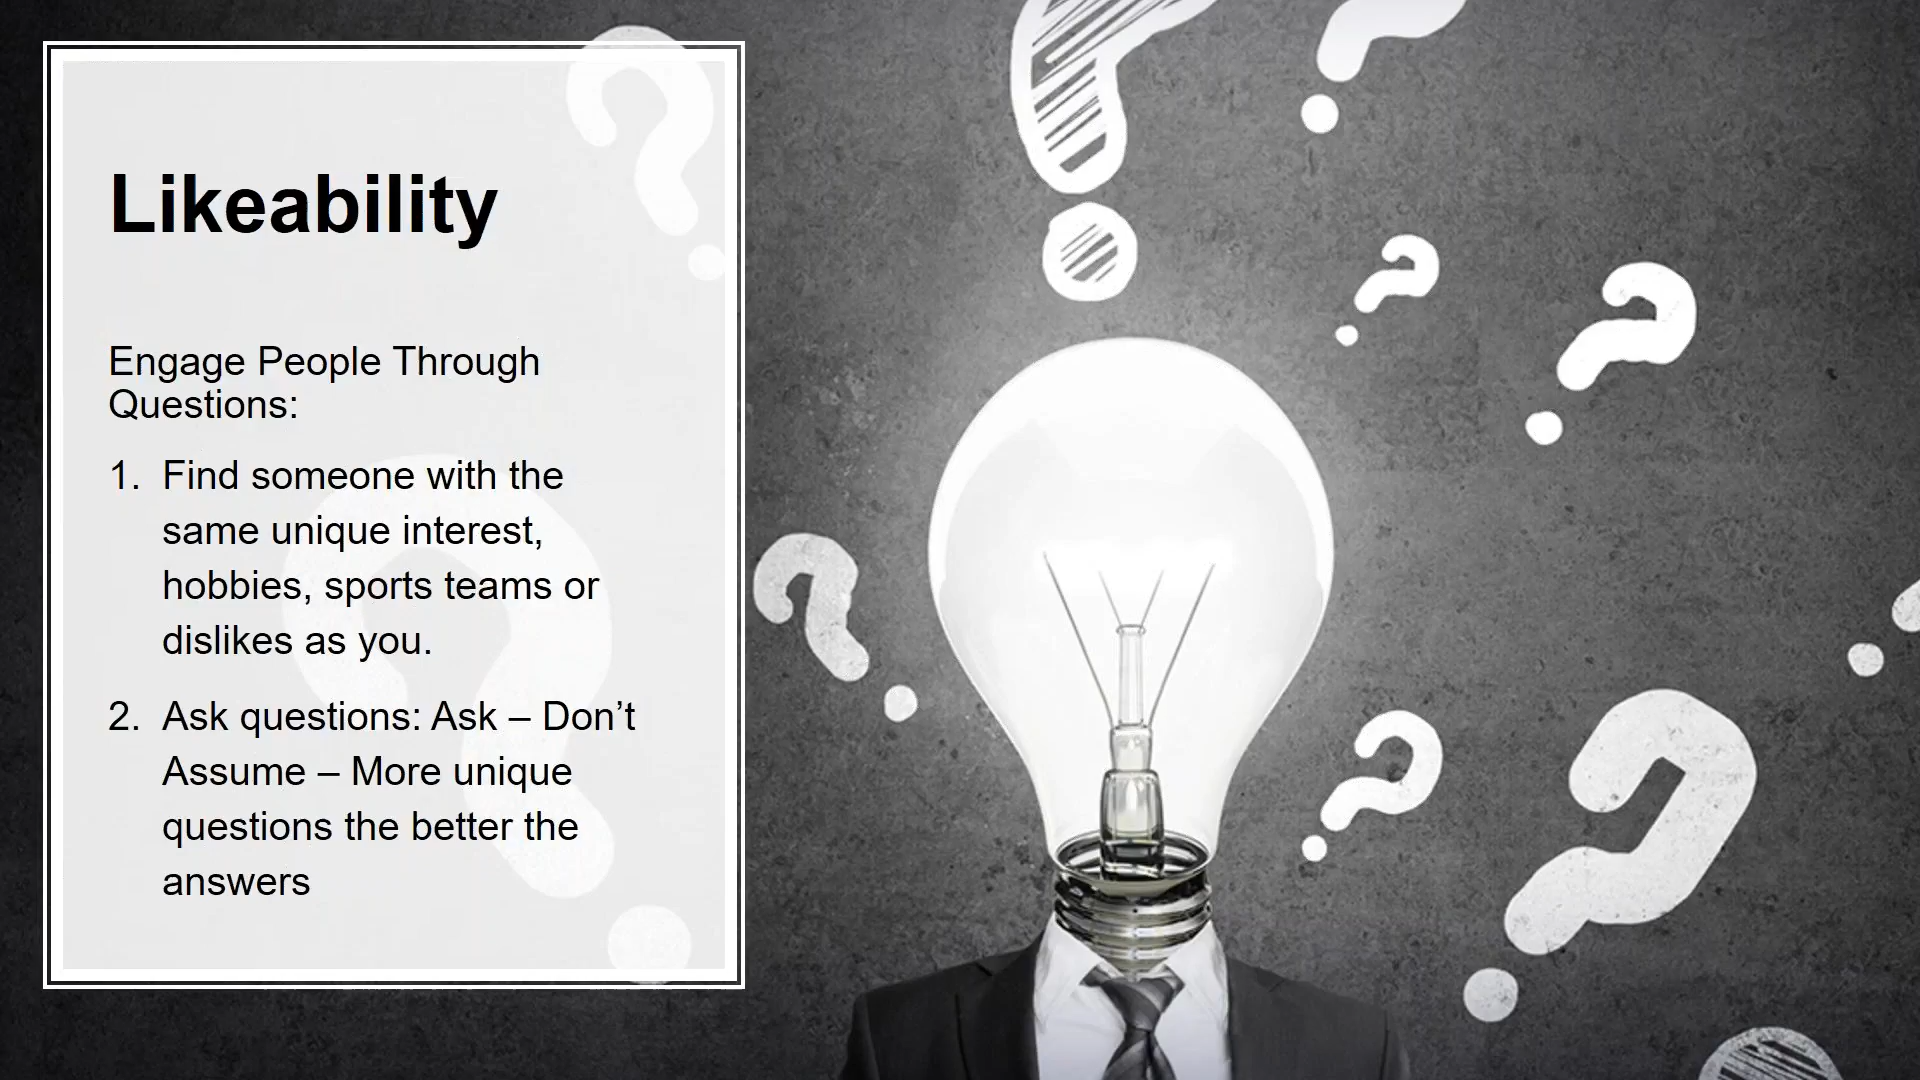 Likeability
Engage People Through
Questions:
1. Find someone with the
same unique interest,
hobbies, sports teams or
dislikes as you.
2. Ask questions: Ask – Don’t
Assume – More unique
questions the better the
answers